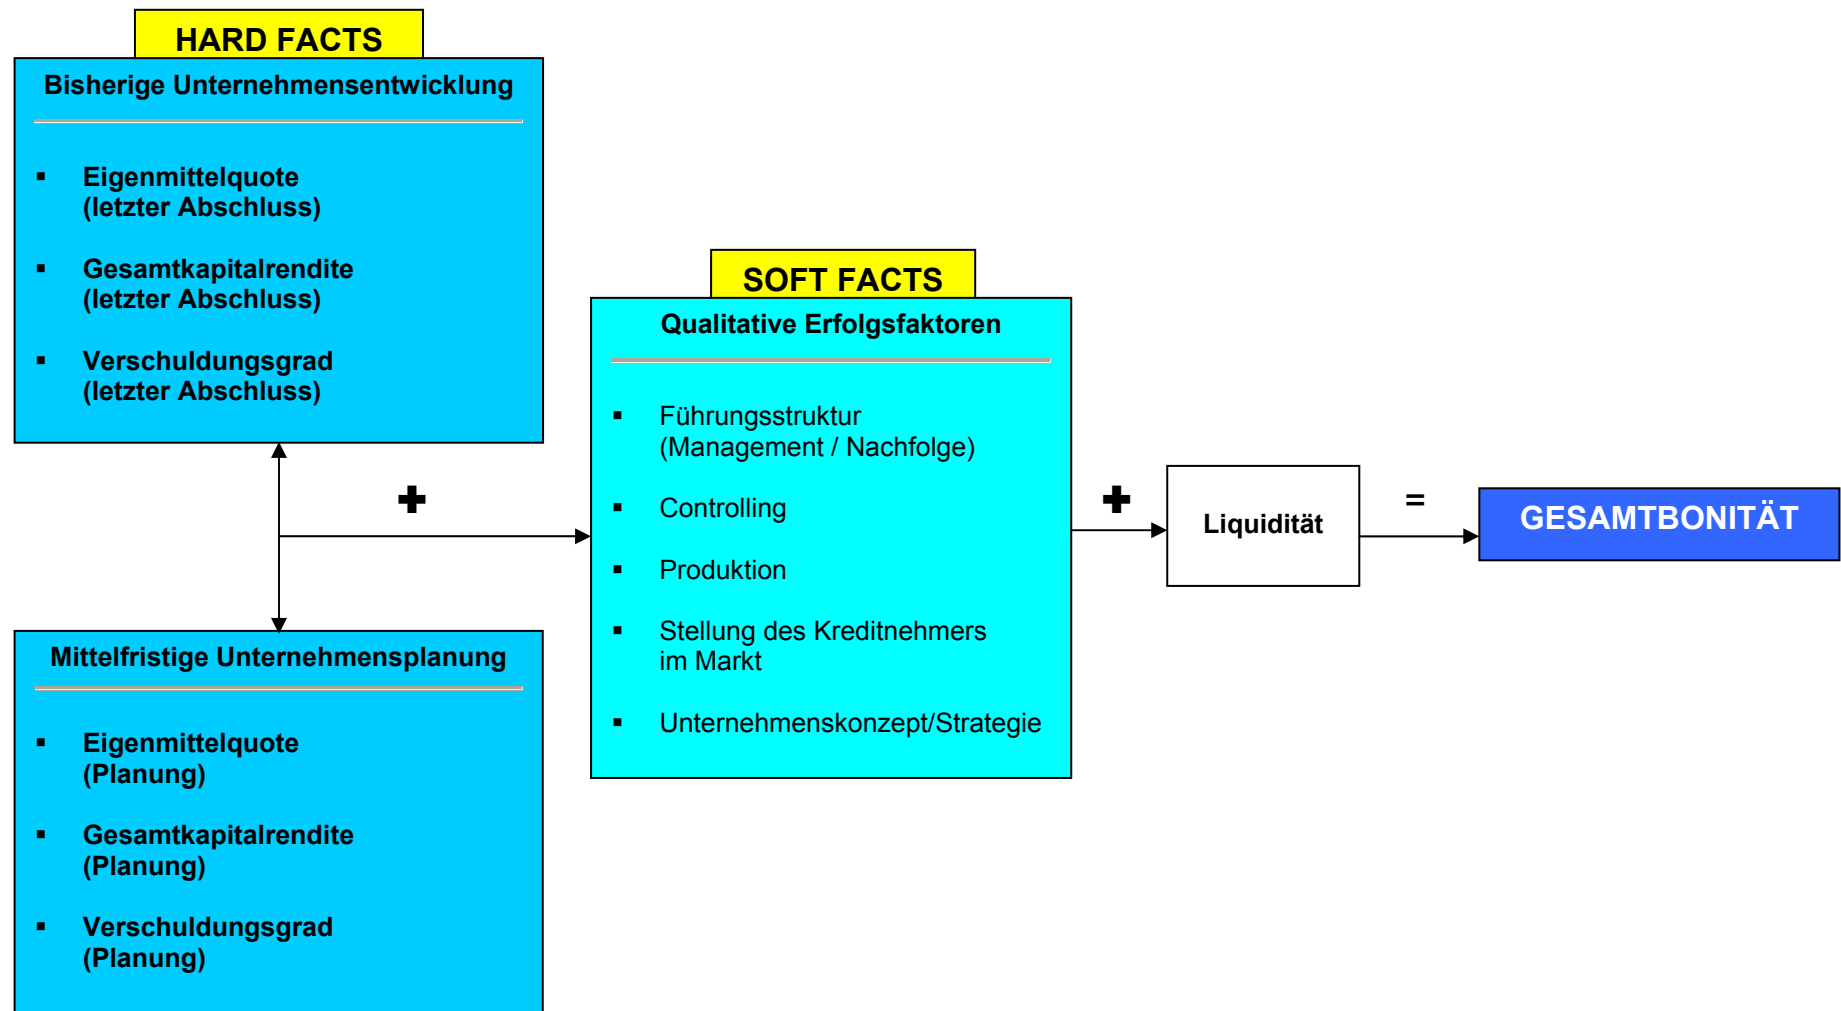 HARD FACTS
Bisherige Unternehmensentwicklung
▪ Eigenmittelquote
(letzter Abschluss)
▪ Gesamtkapitalrendite
(letzter Abschluss)
▪ Verschuldungsgrad
(letzter Abschluss)
+
Mittelfristige Unternehmensplanung
▪ Eigenmittelquote
(Planung)
▪ Gesamtkapitalrendite
(Planung)
▪ Verschuldungsgrad
(Planung)
SOFT FACTS
Qualitative Erfolgsfaktoren
▪ Führungsstruktur
(Management / Nachfolge)
▪ Controlling
▪ Produktion
▪ Stellung des Kreditnehmers
im Markt
▪ Unternehmenskonzept/Strategie
+
Liquidität
=
GESAMTBONITÄT